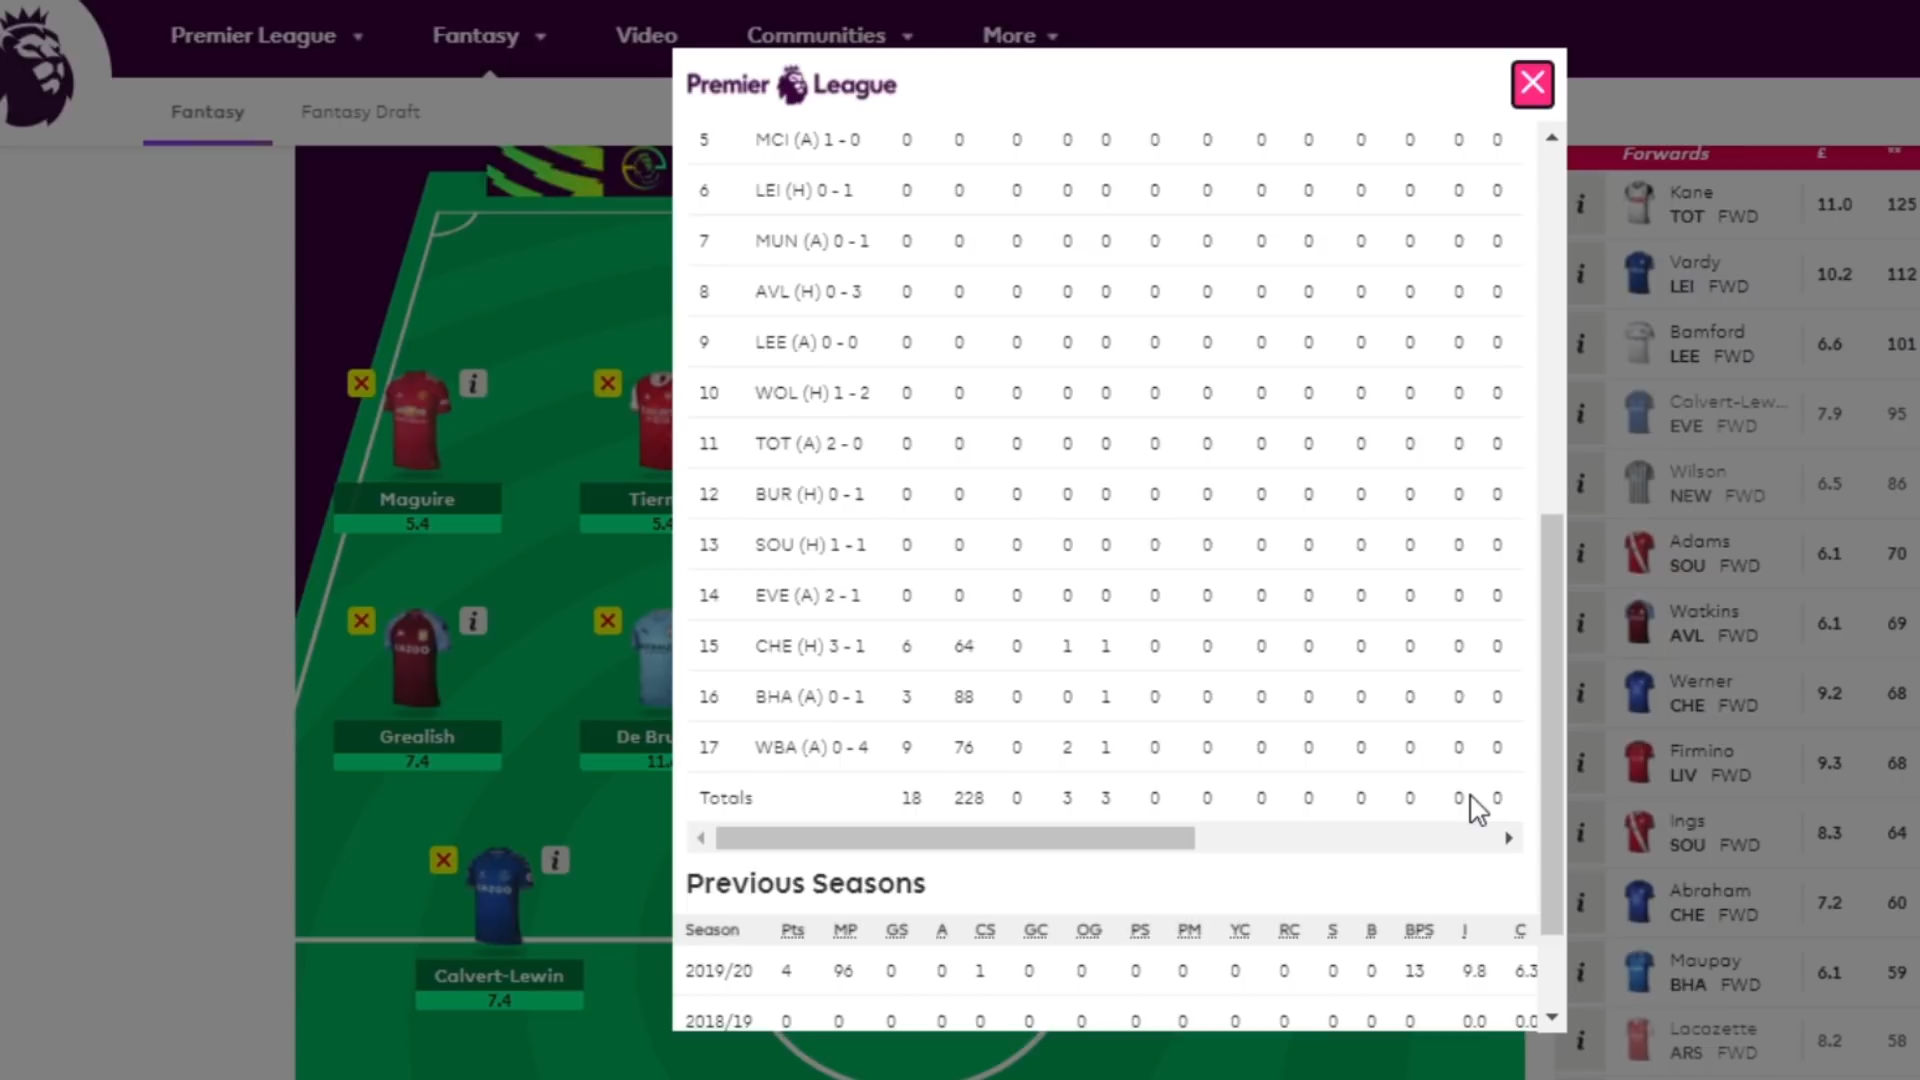 Premier League Fantasy Video Communities More
Fantasy Fantasy Draft
Premier League
5 MCI (A) 1 - 0 0 0 0 0 0 0 0 0 0 0 0 0 0
6 LEI (H) 0 - 1 0 0 0 0 0 0 0 0 0 0 0 0 0
7 MUN (A) 0 - 1 0 0 0 0 0 0 0 0 0 0 0 0 0
8 AVL (H) 0 - 3 0 0 0 0 0 0 0 0 0 0 0 0 0
9 LEE (A) 0 - 0 0 0 0 0 0 0 0 0 0 0 0 0 0
10 WOL (H) 1 - 2 0 0 0 0 0 0 0 0 0 0 0 0 0
11 TOT (A) 2 - 0 0 0 0 0 0 0 0 0 0 0 0 0 0
12 BUR (H) 0 - 1 0 0 0 0 0 0 0 0 0 0 0 0 0
13 SOU (H) 1 - 1 0 0 0 0 0 0 0 0 0 0 0 0 0
14 EVE (A) 2 - 1 0 0 0 0 0 0 0 0 0 0 0 0 0
15 CHE (H) 3 - 1 6 64 0 1 1 0 0 0 0 0 0 0 0
16 BHA (A) 0 - 1 3 88 0 0 1 0 0 0 0 0 0 0 0
17 WBA (A) 0 - 4 9 76 0 2 1 0 0 0 0 0 0 0 0
Totals 18 228 0 3 3 0 0 0 0 0 0 0 0
Previous Seasons
Season Pts MP GS A CS GC OG PS PM YC RC S B BPS I C
2019/20 4 96 0 0 1 0 0 0 0 0 0 0 0 13 9.8 6.3
2018/19 0 0 0 0 0 0 0 0 0 0 0 0 0 0 0.0 0.0
Maguire
5.4
Tierr
5.4
Grealish
7.4
De Bru
11.
CAZOO
Calvert-Lewin
7.4
CAZOO
Forwards £
Kane 11.0 125
TOT FWD
Vardy 10.2 112
LEI FWD
Bamford 6.6 101
LEE FWD
Calvert-Lew... 7.9 95
EVE FWD
Wilson 6.5 86
NEW FWD
Adams 6.1 70
SOU FWD
Watkins 6.1 69
AVL FWD
Werner 9.2 68
CHE FWD
Firmino 9.3 68
LIV FWD
Ings 8.3 64
SOU FWD
Abraham 7.2 60
CHE FWD
Maupay 6.1 59
BHA FWD
Lacazette 8.2 58
ARS FWD